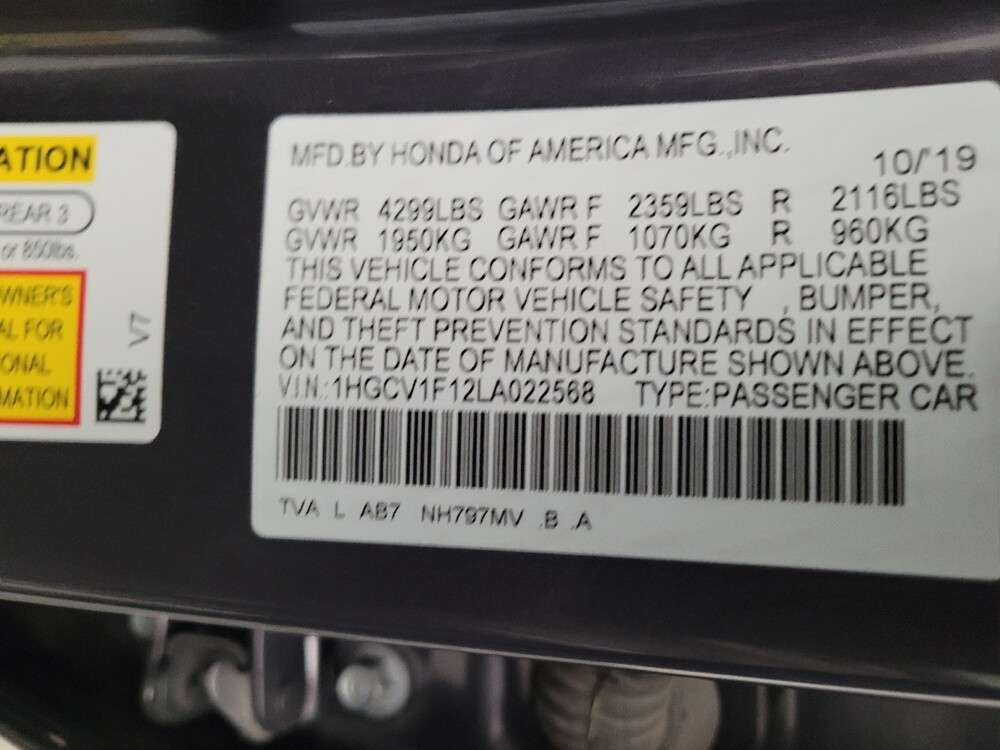 ATION
REAR 3
or 850lbs.
WNER'S
AL FOR
ONAL
MATION
V7
MFD.BY HONDA OF AMERICA MFG.,INC.
10/'19
GVWR 4299LBS GAWR F 2359LBS R 2116LBS
GVWR 1950KG GAWR F 1070KG R 960KG
THIS VEHICLE CONFORMS TO ALL APPLICABLE
FEDERAL MOTOR VEHICLE SAFETY , BUMPER,
AND THEFT PREVENTION STANDARDS IN EFFECT
ON THE DATE OF MANUFACTURE SHOWN ABOVE.
V.I.N.: 1HGCV1F12LA022568 TYPE:PASSENGER CAR
TVA L AB7 NH797MV .B .A